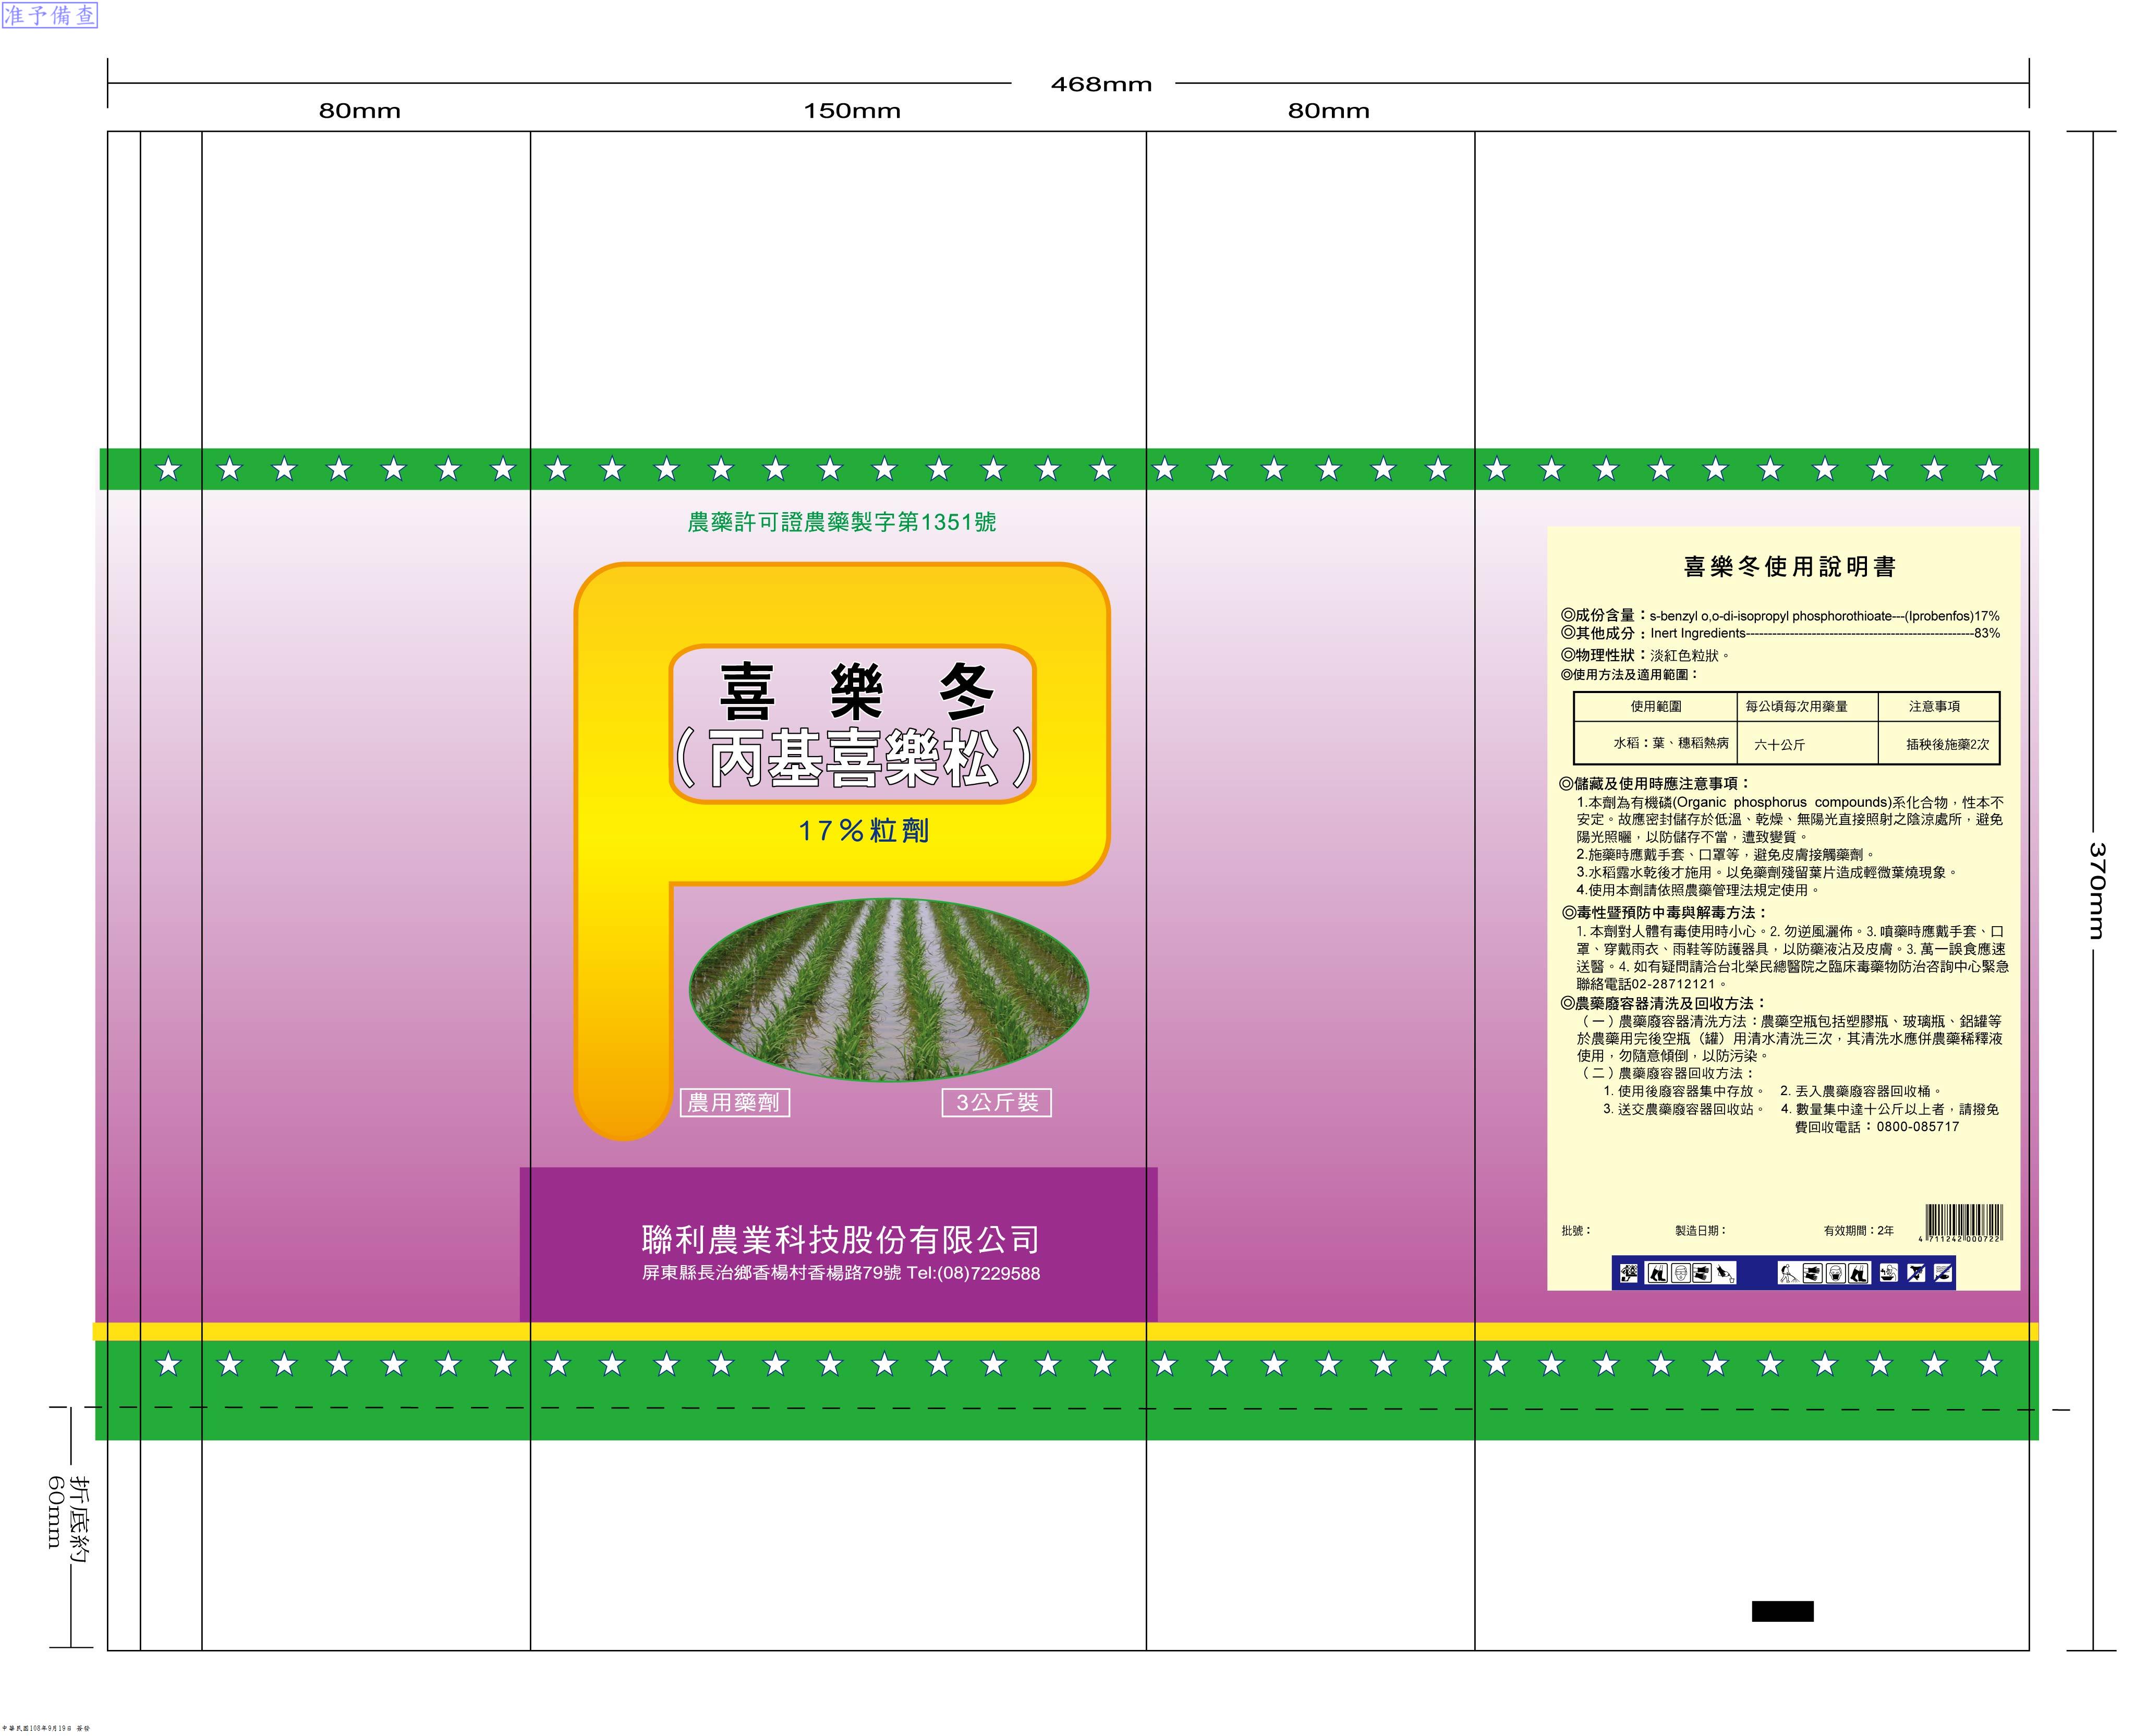 准予備查
468mm
80mm
150mm
80mm
農藥許可證農藥製字第1351號
喜樂冬
(丙基喜樂松)
17%粒劑
農用藥劑
3公斤裝
聯利農業科技股份有限公司
屏東縣長治鄉香楊村香楊路79號 Tel:(08)7229588
喜樂冬使用說明書
◎成份含量：s-benzyl o,o-di-isopropyl phosphorothioate---(Iprobenfos)17%
◎其他成分：Inert Ingredients----------------------------------------------------83%
◎物理性狀：淡紅色粒狀。
◎使用方法及適用範圍：
使用範圍 每公頃每次用藥量 注意事項
水稻：葉、穗稻熱病 六十公斤 插秧後施藥2次
◎儲藏及使用時應注意事項：
1.本劑為有機磷(Organic phosphorus compounds)系化合物，性本不
安定。故應密封儲存於低溫、乾燥、無陽光直接照射之陰涼處所，避免
陽光照曬，以防儲存不當，遭致變質。
2.施藥時應戴手套、口罩等，避免皮膚接觸藥劑。
3.水稻露水乾後才施用。以免藥劑殘留葉片造成輕微葉燒現象。
4.使用本劑請依照農藥管理法規定使用。
◎毒性暨預防中毒與解毒方法：
1. 本劑對人體有毒使用時小心。2. 勿逆風灑佈。3. 噴藥時應戴手套、口
罩、穿戴雨衣、雨鞋等防護器具，以防藥液沾及皮膚。3. 萬一誤食應速
送醫。4. 如有疑問請洽台北榮民總醫院之臨床毒藥物防治咨詢中心緊急
聯絡電話02-28712121。
◎農藥廢容器清洗及回收方法：
（一）農藥廢容器清洗方法：農藥空瓶包括塑膠瓶、玻璃瓶、鋁罐等
於農藥用完後空瓶（罐）用清水清洗三次，其清洗水應併農藥稀釋液
使用，勿隨意傾倒，以防污染。
（二）農藥廢容器回收方法：
1. 使用後廢容器集中存放。 2. 丟入農藥廢容器回收桶。
3. 送交農藥廢容器回收站。 4. 數量集中達十公斤以上者，請撥免
費回收電話：0800-085717
批號： 製造日期： 有效期間：2年
4 711242 000722
370mm
折底約
60mm
中華民國108年9月19日 簽發